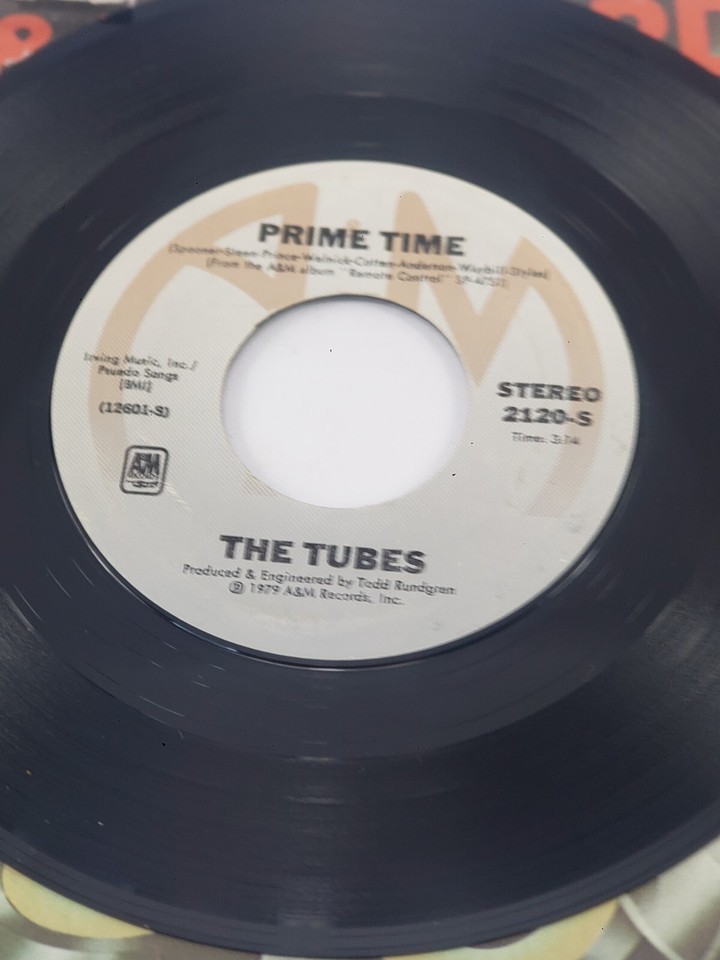 PRIME TIME
(Spooner-Steen-Prince-Welnick-Cotten-Anderson-Waybill-Styles)
(From the A&M album "Remote Control" SP-4751)
Irving Music, Inc./
Pseudo Songs
(BMI)
(12601-S)
STEREO
2120-S
Time: 3:14
A&M
THE TUBES
Produced & Engineered by Todd Rundgren
℗ 1979 A&M Records, Inc.